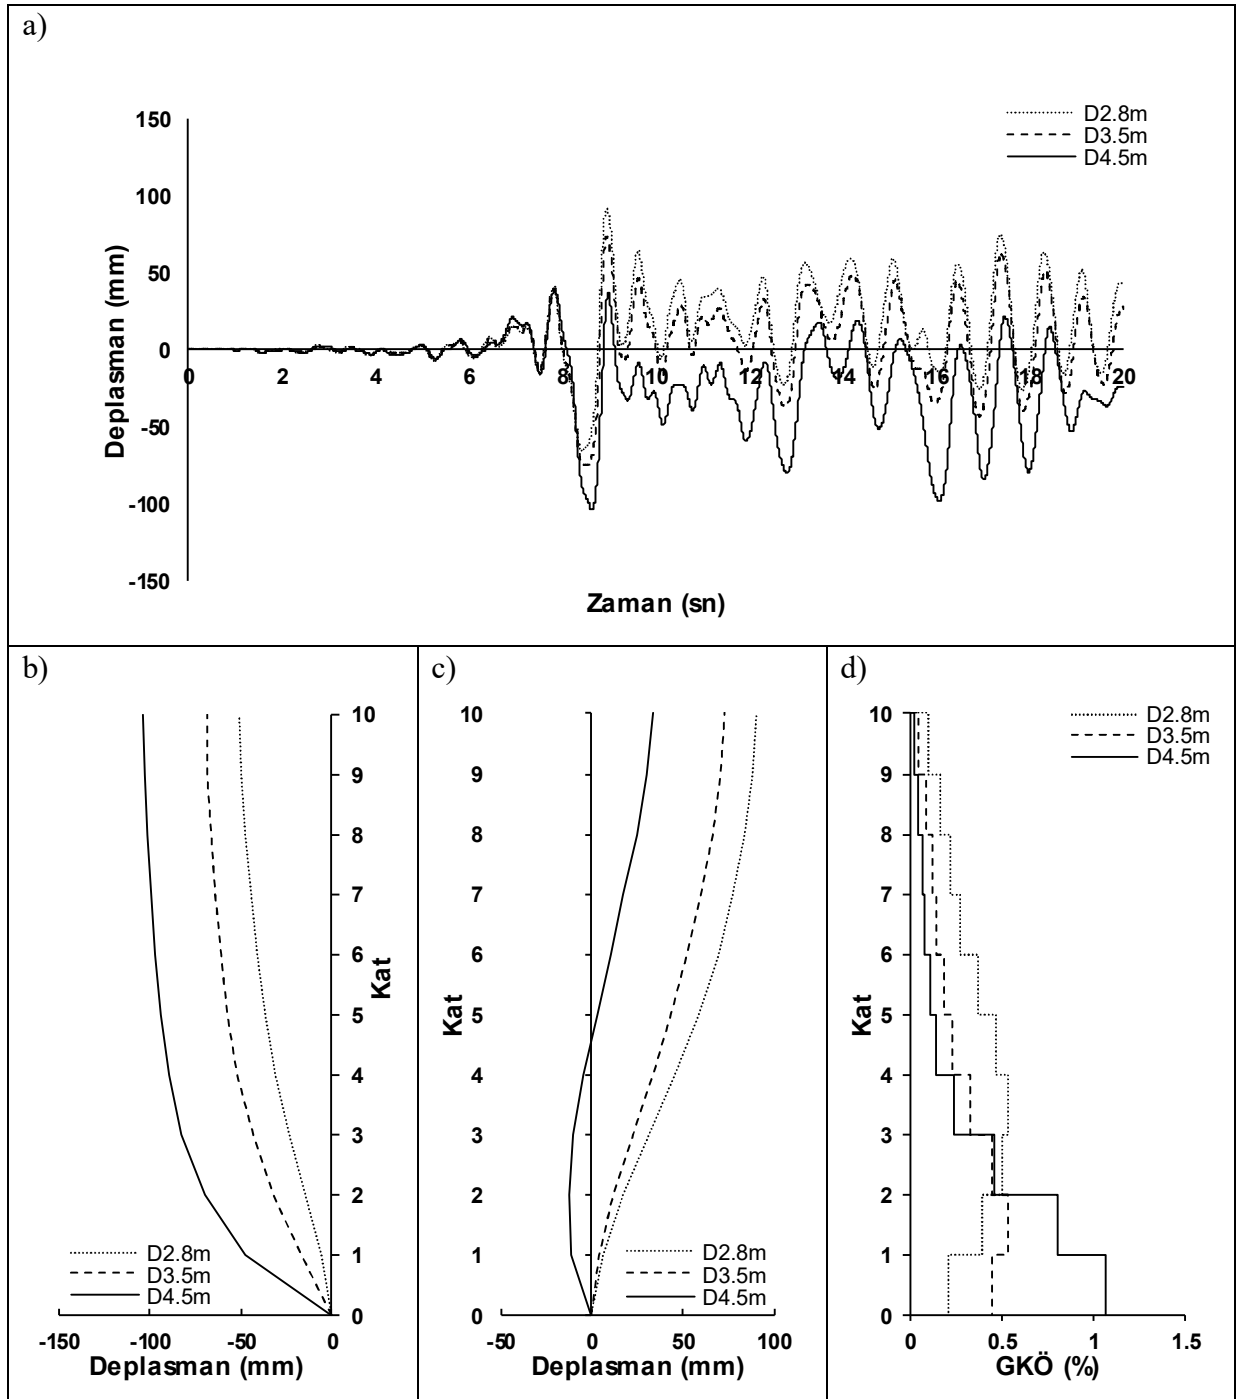 a)
D2.8m
D3.5m
D4.5m
150
100
50
0
-50
-100
-150
Deplasman (mm)
0 2 4 6 8 10 12 14 16 18 20
Zaman (sn)
b)
10
9
8
7
6
5
4
3
2
1
0
Kat
D2.8m
D3.5m
D4.5m
-150 -100 -50 0
Deplasman (mm)
c)
10
9
8
7
6
5
4
3
2
1
0
Kat
D2.8m
D3.5m
D4.5m
-50 0 50 100
Deplasman (mm)
d)
D2.8m
D3.5m
D4.5m
10
9
8
7
6
5
4
3
2
1
0
Kat
0 0.5 1 1.5
GKÖ (%)